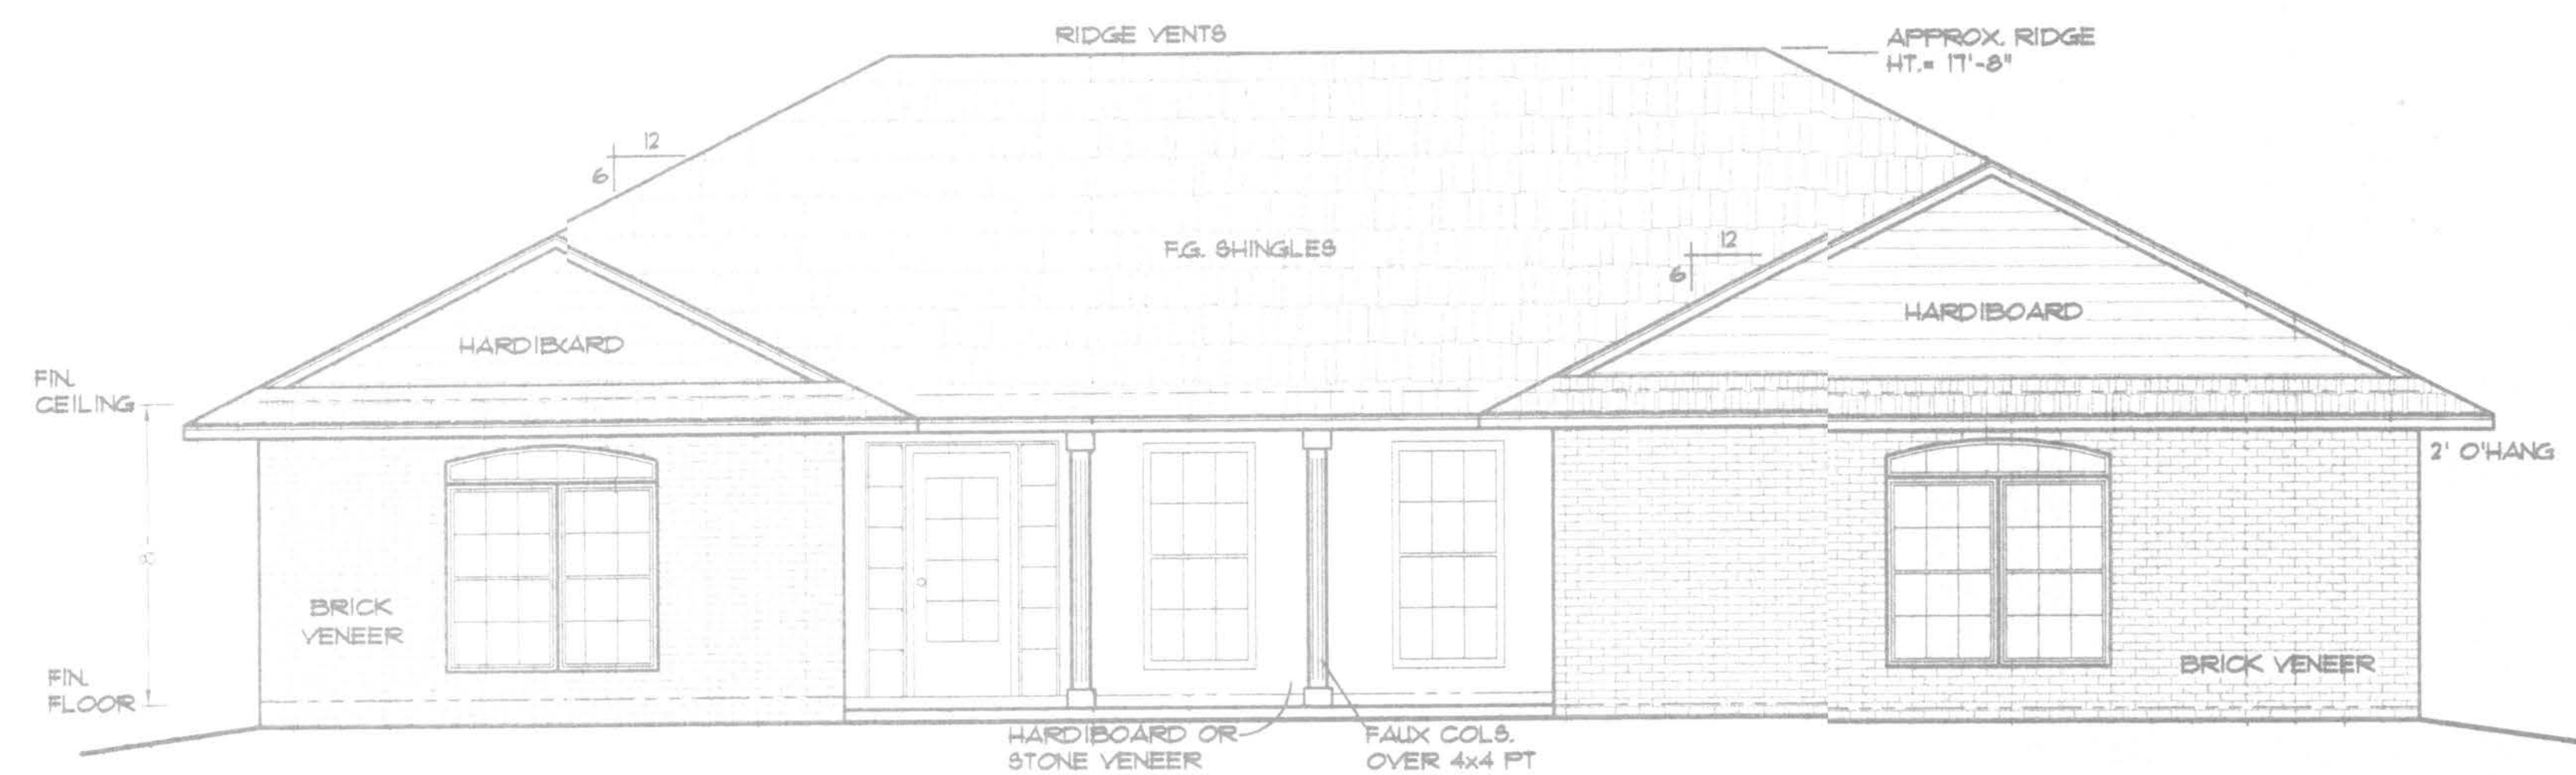 RIDGE VENTS
APPROX. RIDGE
HT.= 17'-8"
12
6
F.G. SHINGLES
12
6
HARDIBOARD
HARDIBOARD
FIN.
CEILING
2' O'HANG
8'
BRICK
VENEER
BRICK VENEER
FIN.
FLOOR
HARDIBOARD OR
STONE VENEER
FAUX COLS.
OVER 4x4 PT